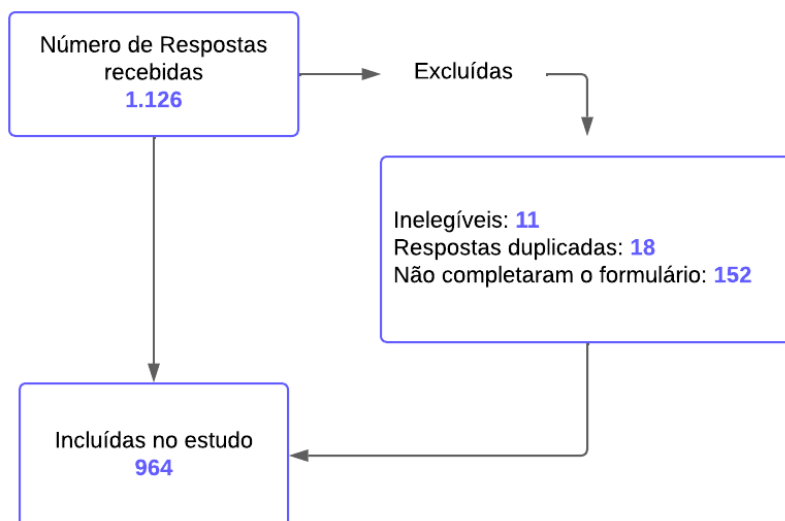 Número de Respostas
recebidas
1.126
Excluídas
Inelegíveis: 11
Respostas duplicadas: 18
Não completaram o formulário: 152
Incluídas no estudo
964